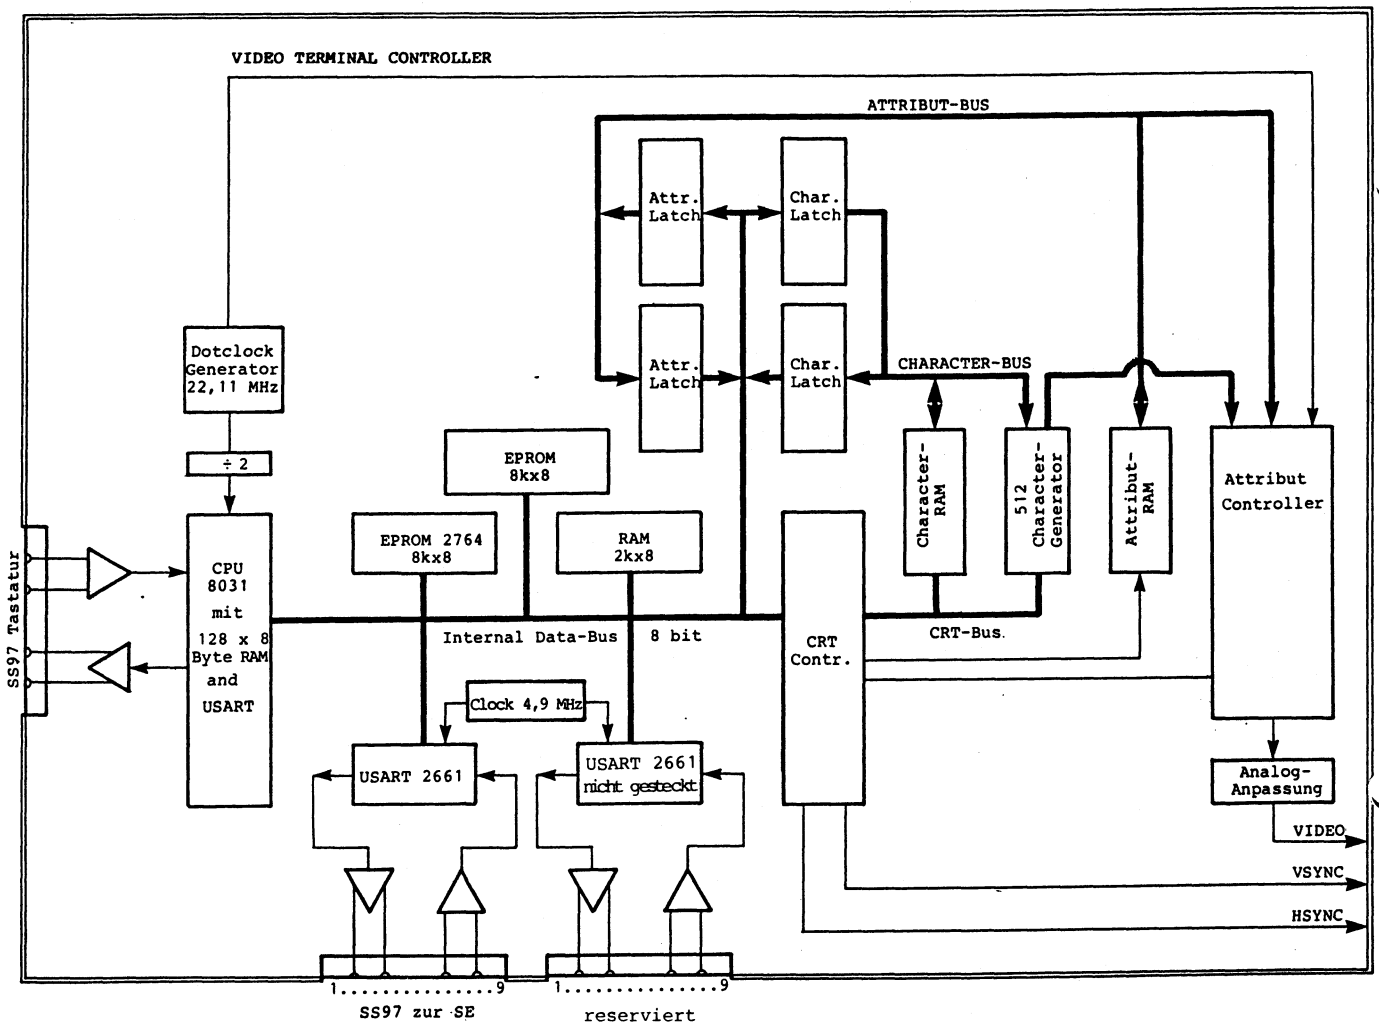 VIDEO TERMINAL CONTROLLER
ATTRIBUT-BUS
Attr.
Latch
Char.
Latch
Dotclock
Generator
22,11 MHz
Attr.
Latch
Char.
Latch
CHARACTER-BUS
÷ 2
EPROM
8kx8
Character-
RAM
512
Character-
Generator
Attribut-
RAM
Attribut
Controller
SS97 Tastatur
CPU
8031
mit
128 x 8
Byte RAM
and
USART
EPROM 2764
8kx8
RAM
2kx8
Internal Data-Bus 8 bit
CRT
Contr.
CRT-Bus.
Clock 4,9 MHz
USART 2661
USART 2661
nicht gesteckt
Analog-
Anpassung
VIDEO
VSYNC
HSYNC
1...............9
SS97 zur SE
1...............9
reserviert